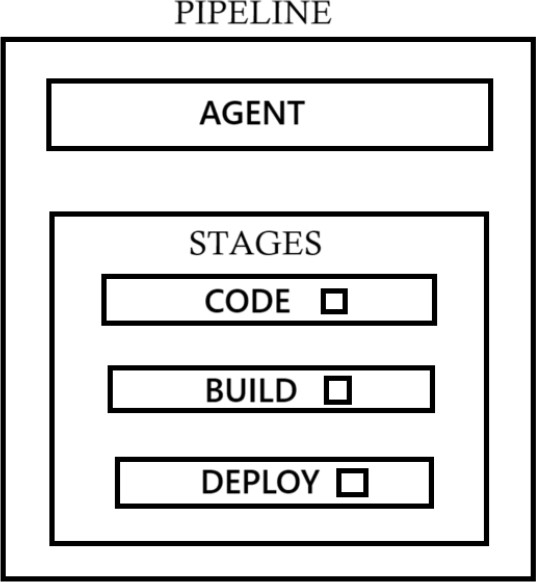 PIPELINE
AGENT
STAGES
CODE
BUILD
DEPLOY